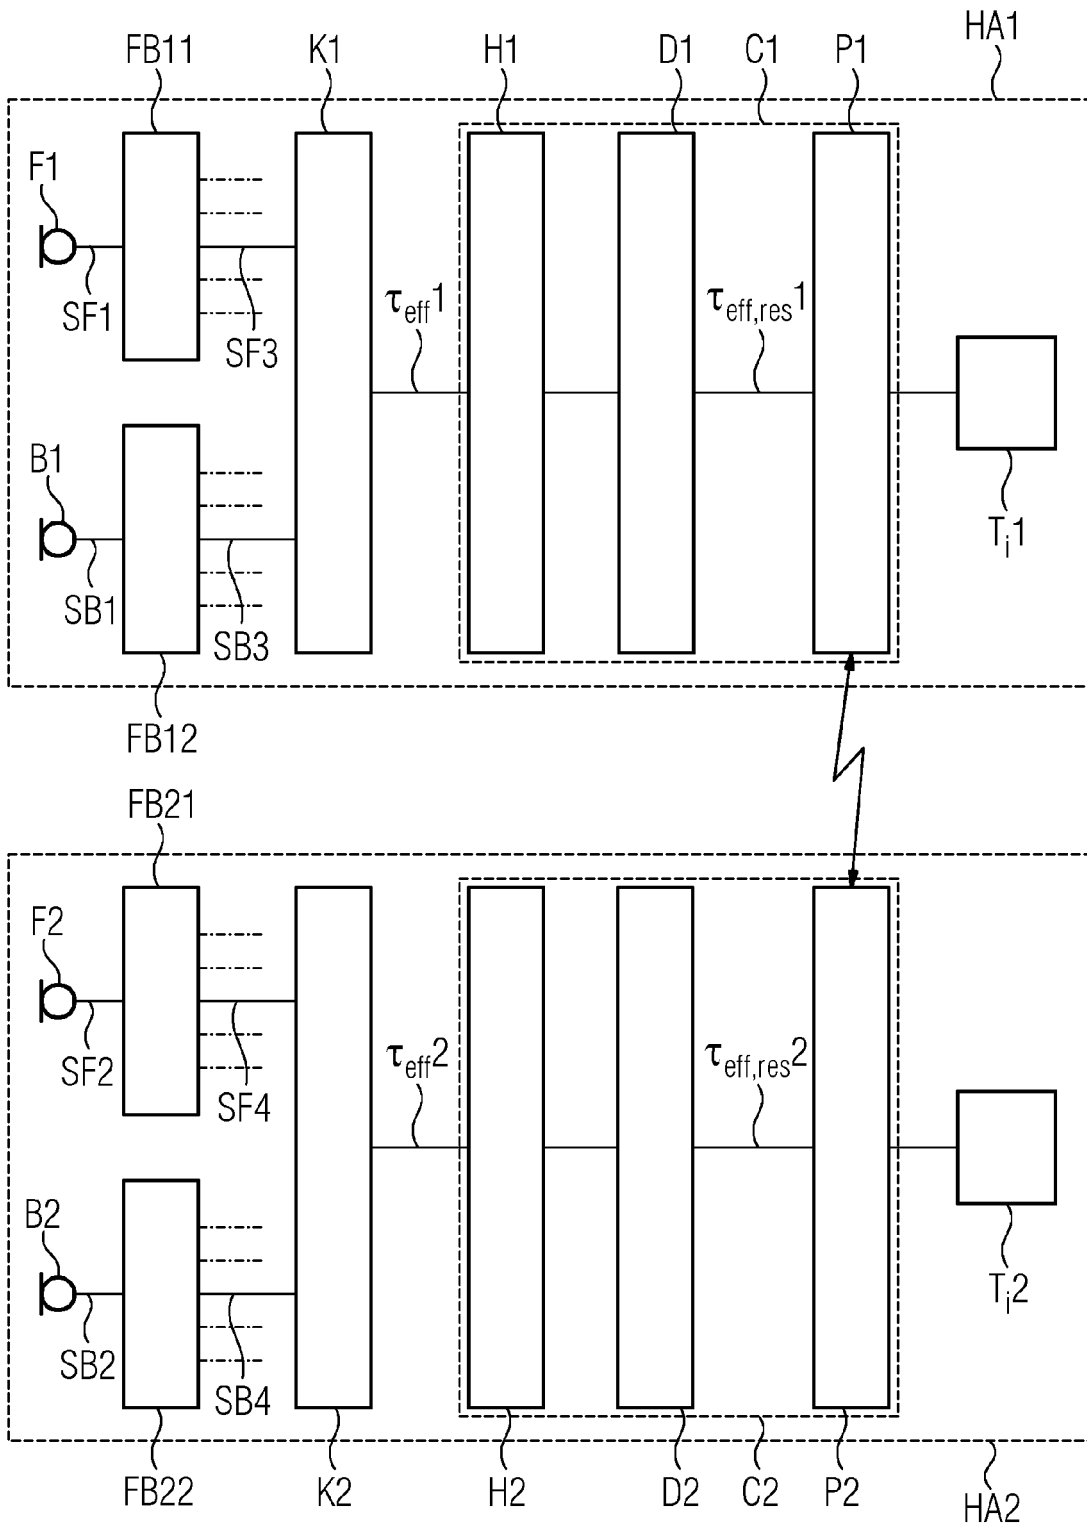 FB11 K1 H1 D1 C1 P1 HA1
F1
SF1
SF3
τeff1
τeff,res1
B1
SB1
SB3
Ti1
FB12
FB21
F2
SF2
SF4
τeff2
τeff,res2
B2
SB2
SB4
Ti2
FB22 K2 H2 D2 C2 P2 HA2